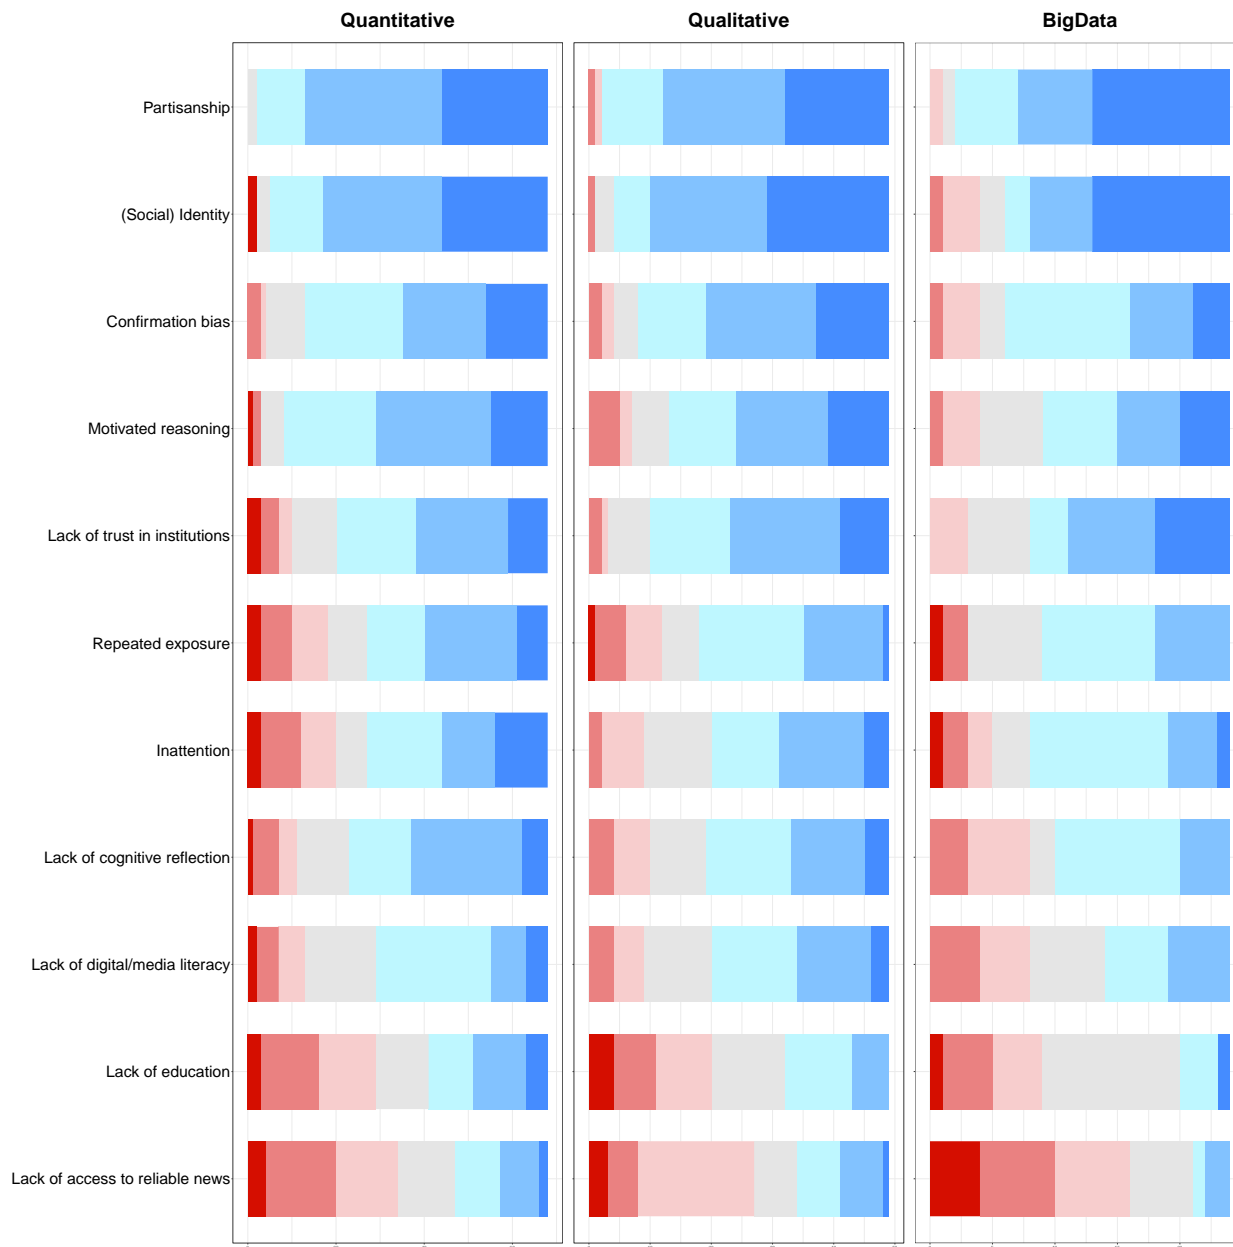 Quantitative
Qualitative
BigData
Partisanship
(Social) Identity
Confirmation bias
Motivated reasoning
Lack of trust in institutions
Repeated exposure
Inattention
Lack of cognitive reflection
Lack of digital/media literacy
Lack of education
Lack of access to reliable news